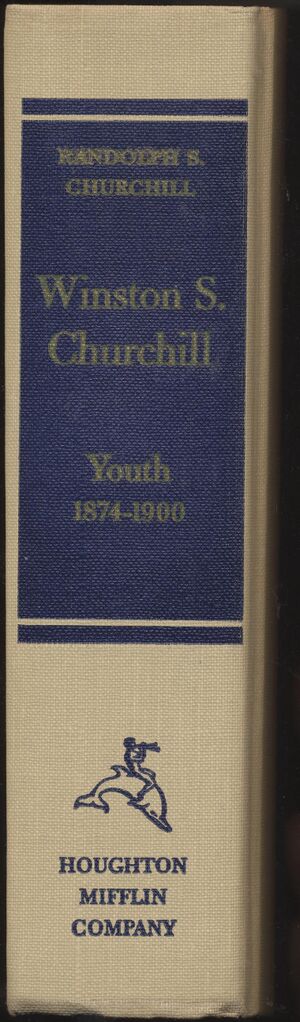 RANDOLPH S.
CHURCHILL
Winston S.
Churchill
Youth
1874-1900
HOUGHTON
MIFFLIN
COMPANY